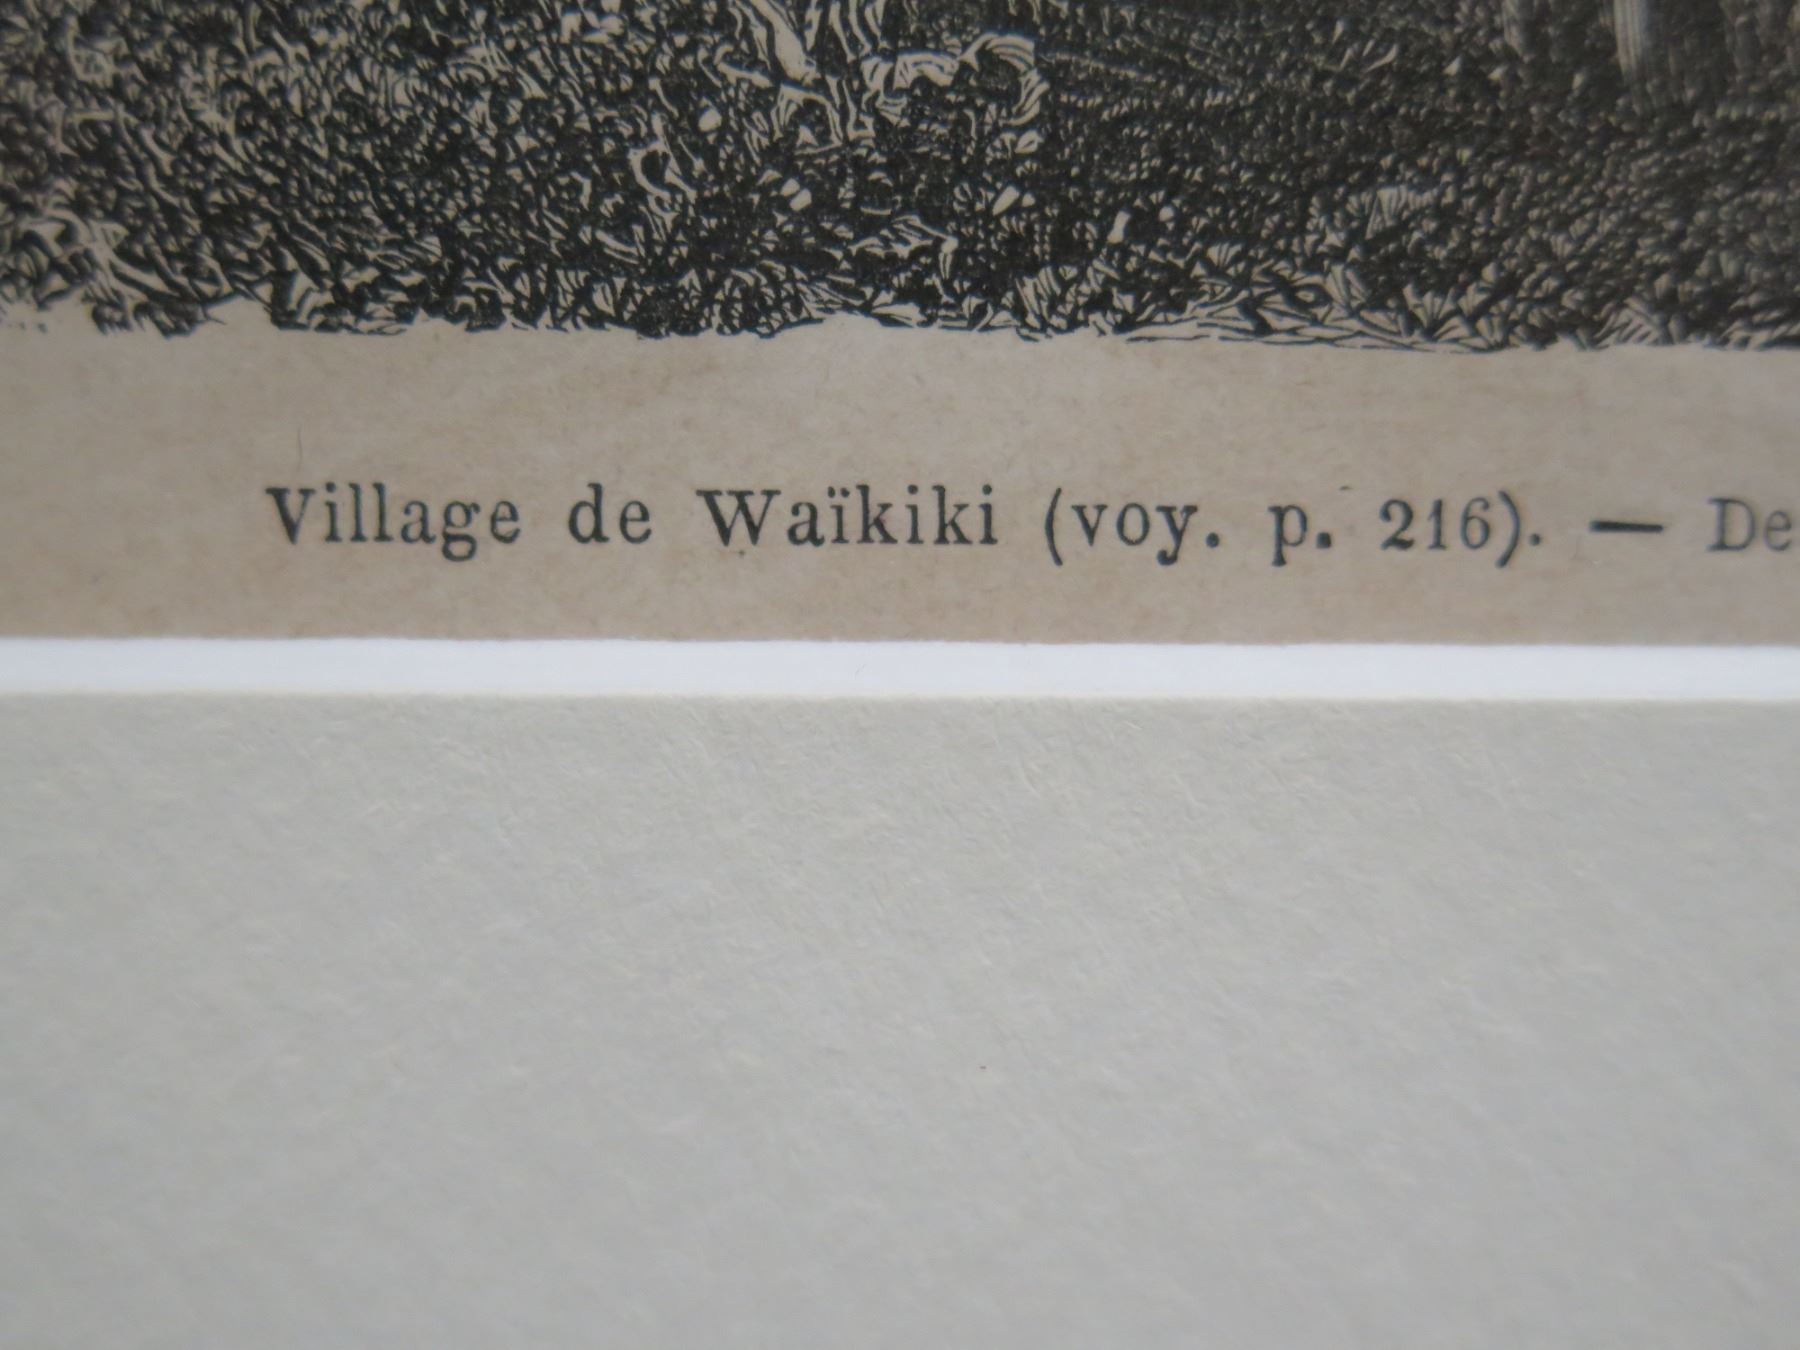 Village de Waïkiki (voy. p. 216). — De